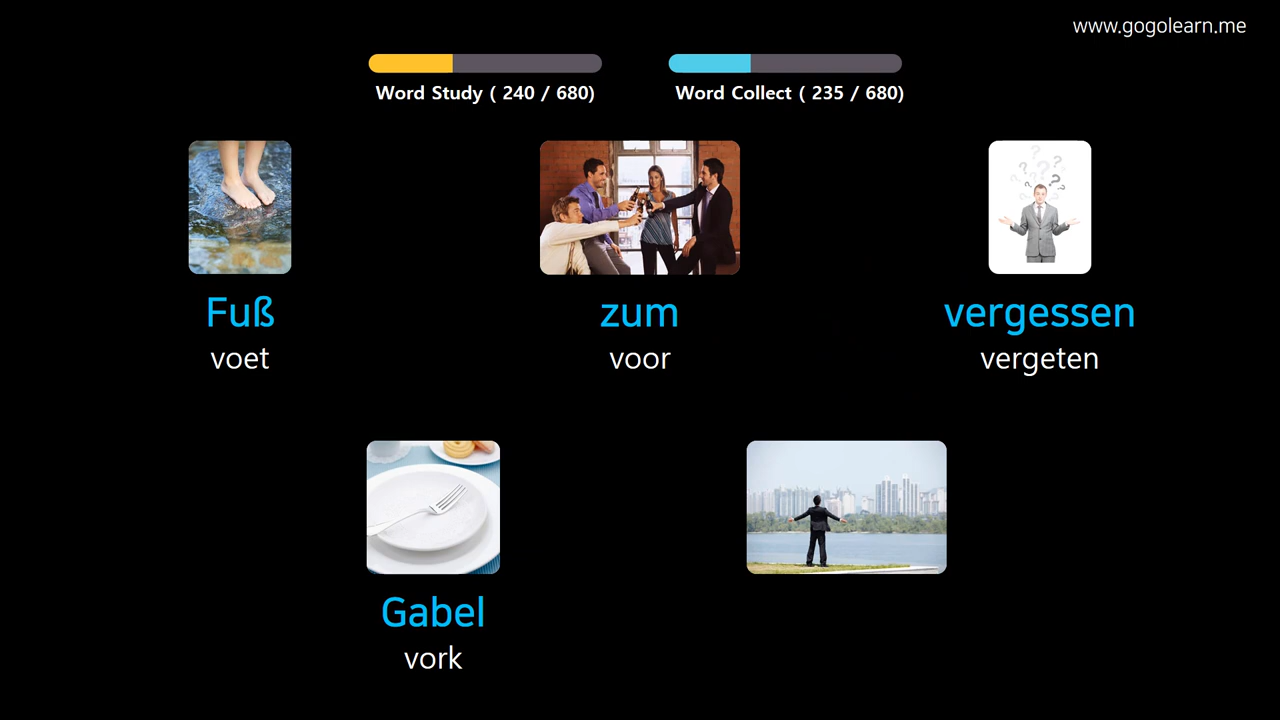 www.gogolearn.me
Word Study ( 240 / 680)
Word Collect ( 235 / 680)
Fuß
zum
vergessen
voet
voor
vergeten
Gabel
vork